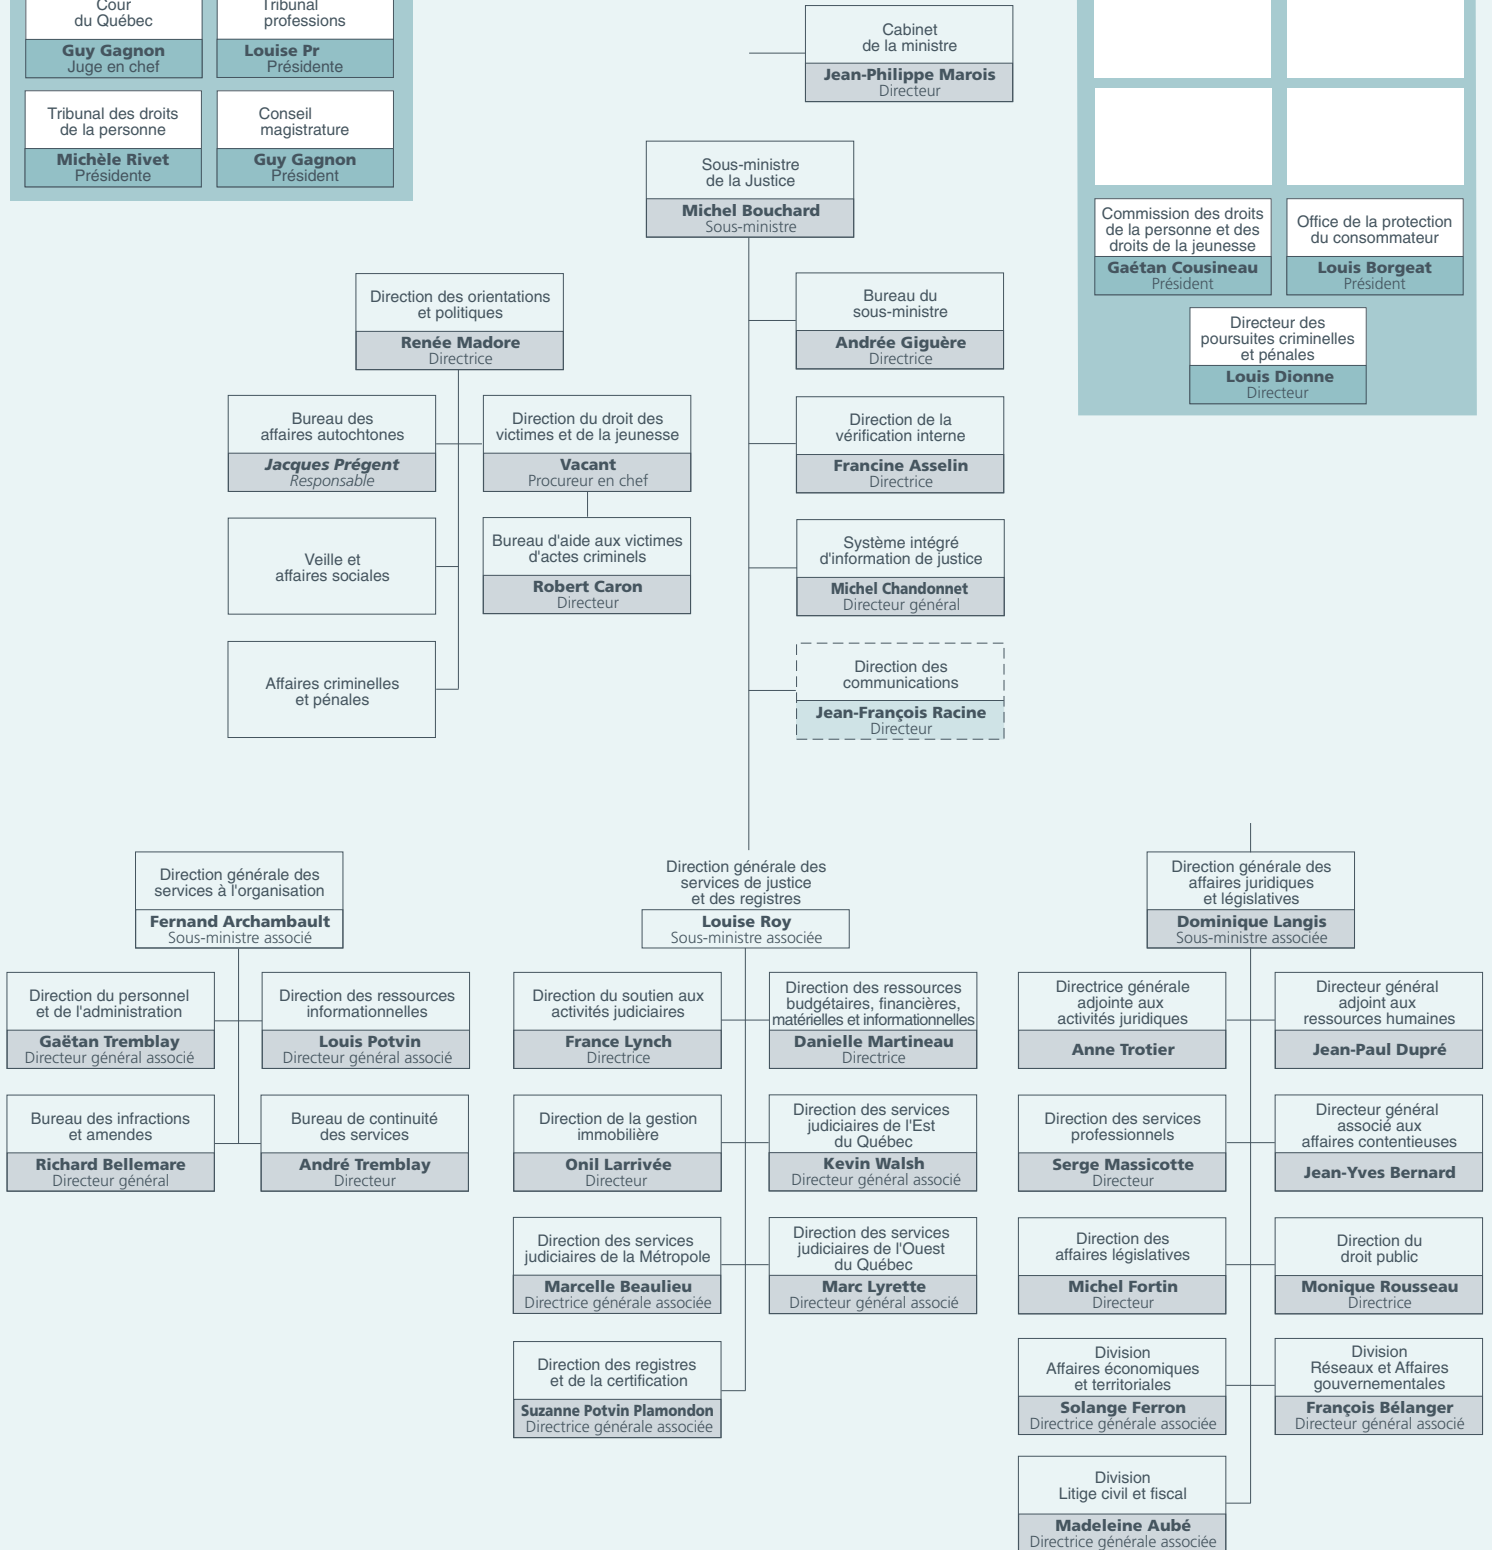 Cour
du Québec
Guy Gagnon
Juge en chef
Tribunal
professions
Louise Pr
Présidente
Tribunal des droits
de la personne
Michèle Rivet
Présidente
Conseil
magistrature
Guy Gagnon
Président
Cabinet
de la ministre
Jean-Philippe Marois
Directeur
Sous-ministre
de la Justice
Michel Bouchard
Sous-ministre
Commission des droits
de la personne et des
droits de la jeunesse
Gaétan Cousineau
Président
Office de la protection
du consommateur
Louis Borgeat
Président
Directeur des
poursuites criminelles
et pénales
Louis Dionne
Directeur
Direction des orientations
et politiques
Renée Madore
Directrice
Bureau du
sous-ministre
Andrée Giguère
Directrice
Bureau des
affaires autochtones
Jacques Prégent
Responsable
Direction du droit des
victimes et de la jeunesse
Vacant
Procureur en chef
Direction de la
vérification interne
Francine Asselin
Directrice
Veille et
affaires sociales
Bureau d'aide aux victimes
d'actes criminels
Robert Caron
Directeur
Système intégré
d'information de justice
Michel Chandonnet
Directeur général
Affaires criminelles
et pénales
Direction des
communications
Jean-François Racine
Directeur
Direction générale des
services à l'organisation
Fernand Archambault
Sous-ministre associé
Direction générale des
services de justice
et des registres
Louise Roy
Sous-ministre associée
Direction générale des
affaires juridiques
et législatives
Dominique Langis
Sous-ministre associée
Direction du personnel
et de l'administration
Gaëtan Tremblay
Directeur général associé
Direction des ressources
informationnelles
Louis Potvin
Directeur général associé
Direction du soutien aux
activités judiciaires
France Lynch
Directrice
Direction des ressources
budgétaires, financières,
matérielles et informationnelles
Danielle Martineau
Directrice
Directrice générale
adjointe aux
activités juridiques
Anne Trotier
Directeur général
adjoint aux
ressources humaines
Jean-Paul Dupré
Bureau des infractions
et amendes
Richard Bellemare
Directeur général
Bureau de continuité
des services
André Tremblay
Directeur
Direction de la gestion
immobilière
Onil Larrivée
Directeur
Direction des services
judiciaires de l'Est
du Québec
Kevin Walsh
Directeur général associé
Direction des services
professionnels
Serge Massicotte
Directeur
Directeur général
associé aux
affaires contentieuses
Jean-Yves Bernard
Direction des services
judiciaires de la Métropole
Marcelle Beaulieu
Directrice générale associée
Direction des services
judiciaires de l'Ouest
du Québec
Marc Lyrette
Directeur général associé
Direction des
affaires législatives
Michel Fortin
Directeur
Direction du
droit public
Monique Rousseau
Directrice
Direction des registres
et de la certification
Suzanne Potvin Plamondon
Directrice générale associée
Division
Affaires économiques
et territoriales
Solange Ferron
Directrice générale associée
Division
Réseaux et Affaires
gouvernementales
François Bélanger
Directeur général associé
Division
Litige civil et fiscal
Madeleine Aubé
Directrice générale associée